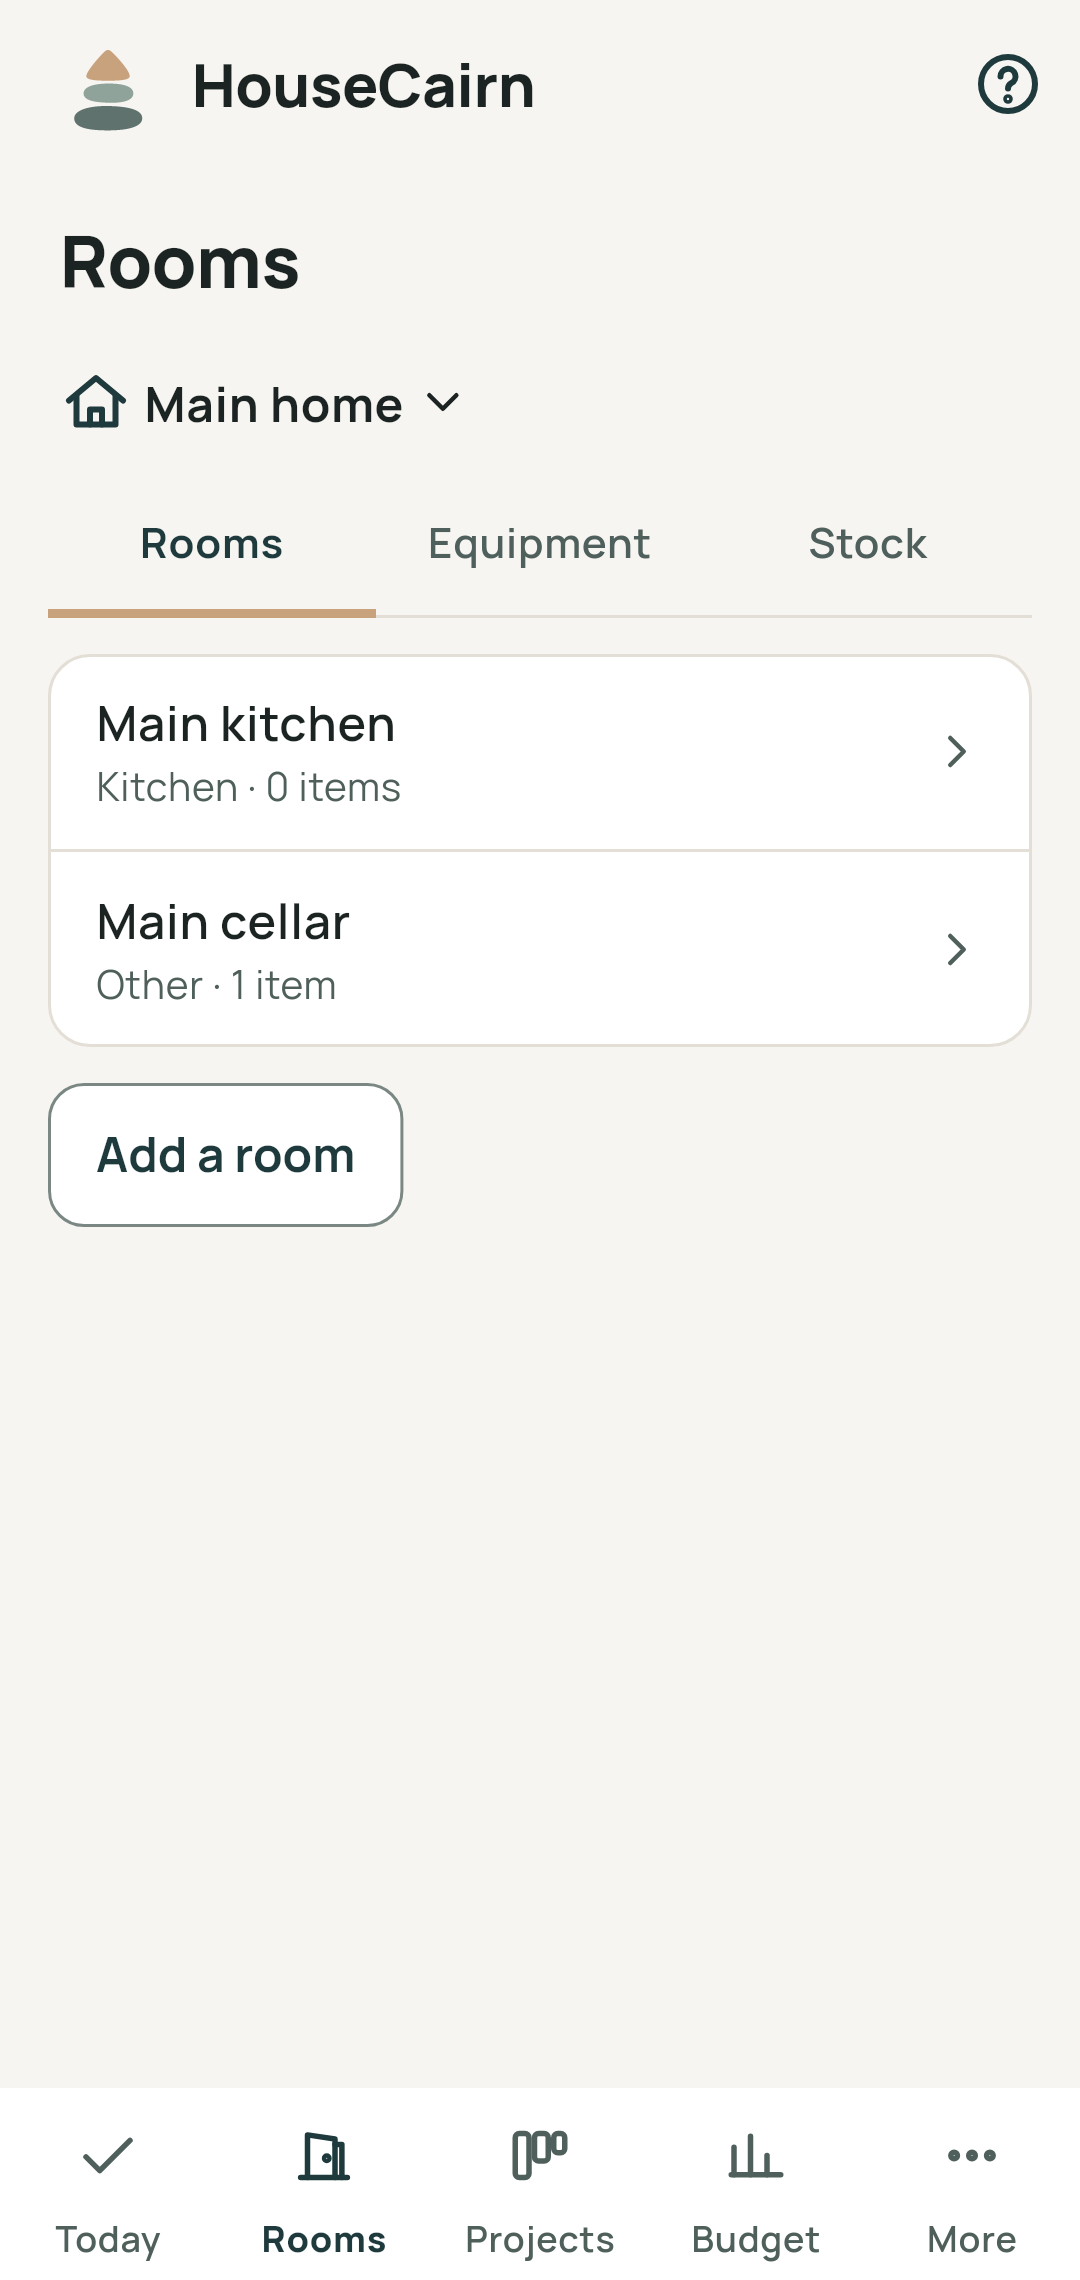 HouseCairn
Rooms
Main home
Rooms Equipment Stock
Main kitchen
Kitchen · 0 items
Main cellar
Other · 1 item
Add a room
Today Rooms Projects Budget More